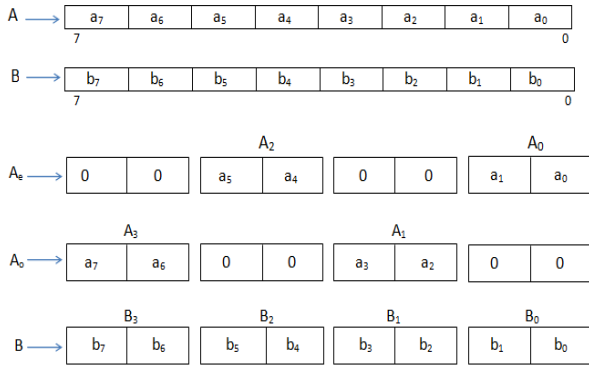 A a₇ a₆ a₅ a₄ a₃ a₂ a₁ a₀
7 0
B b₇ b₆ b₅ b₄ b₃ b₂ b₁ b₀
7 0
A₂ A₀
Aₑ 0 0 a₅ a₄ 0 0 a₁ a₀
A₃ A₁
Aₒ a₇ a₆ 0 0 a₃ a₂ 0 0
B₃ B₂ B₁ B₀
B b₇ b₆ b₅ b₄ b₃ b₂ b₁ b₀